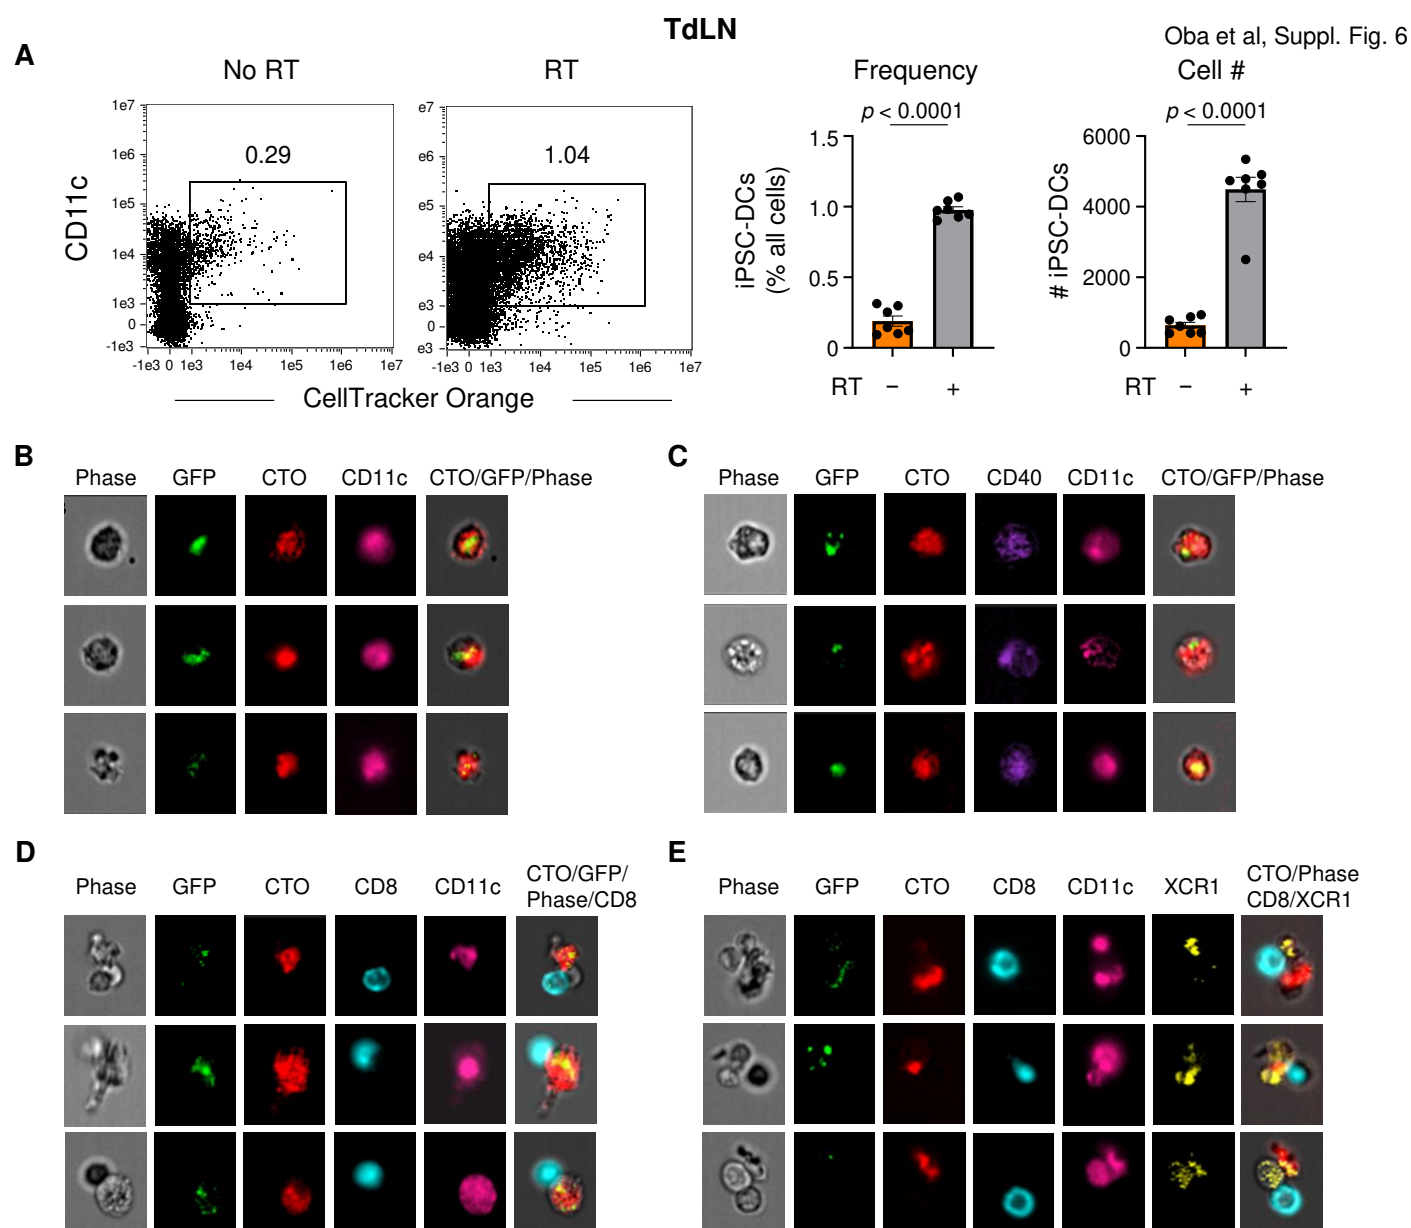 TdLN
Oba et al, Suppl. Fig. 6
A
No RT
RT
Frequency
Cell #
p < 0.0001
p < 0.0001
CD11c
1e7
1e6
1e5
1e4
1e3
0
-1e3
0.29
-1e3 0 1e3 1e4 1e5 1e6 1e7
e7
e6
e5
e4
e3
0
e3
1.04
-1e3 0 1e3 1e4 1e5 1e6 1e7
CellTracker Orange
iPSC-DCs
(% all cells)
1.5
1.0
0.5
0
RT − +
# iPSC-DCs
6000
4000
2000
0
RT − +
B
Phase GFP CTO CD11c CTO/GFP/Phase
C
Phase GFP CTO CD40 CD11c CTO/GFP/Phase
D
Phase GFP CTO CD8 CD11c CTO/GFP/
Phase/CD8
E
Phase GFP CTO CD8 CD11c XCR1 CTO/Phase
CD8/XCR1